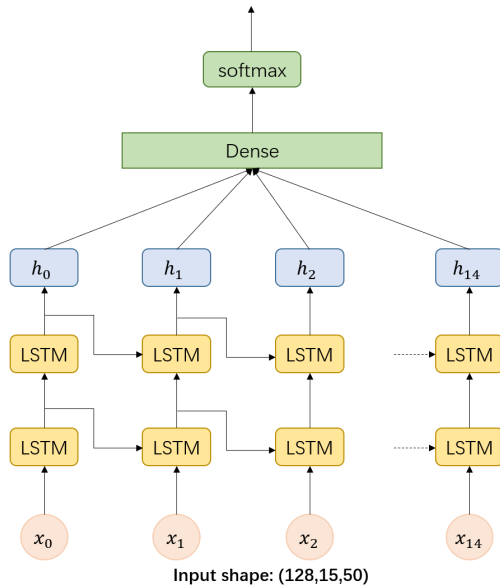 softmax
Dense
h₀ h₁ h₂ h₁₄
LSTM LSTM LSTM LSTM
LSTM LSTM LSTM LSTM
x₀ x₁ x₂ x₁₄
Input shape: (128,15,50)